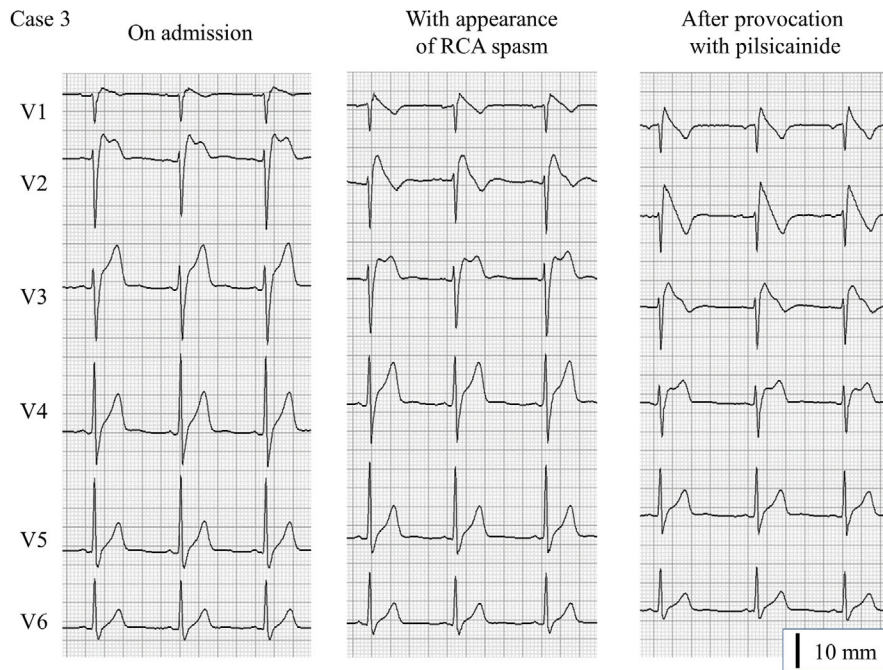 Case 3
On admission
With appearance
of RCA spasm
After provocation
with pilsicainide
V1
V2
V3
V4
V5
V6
10 mm